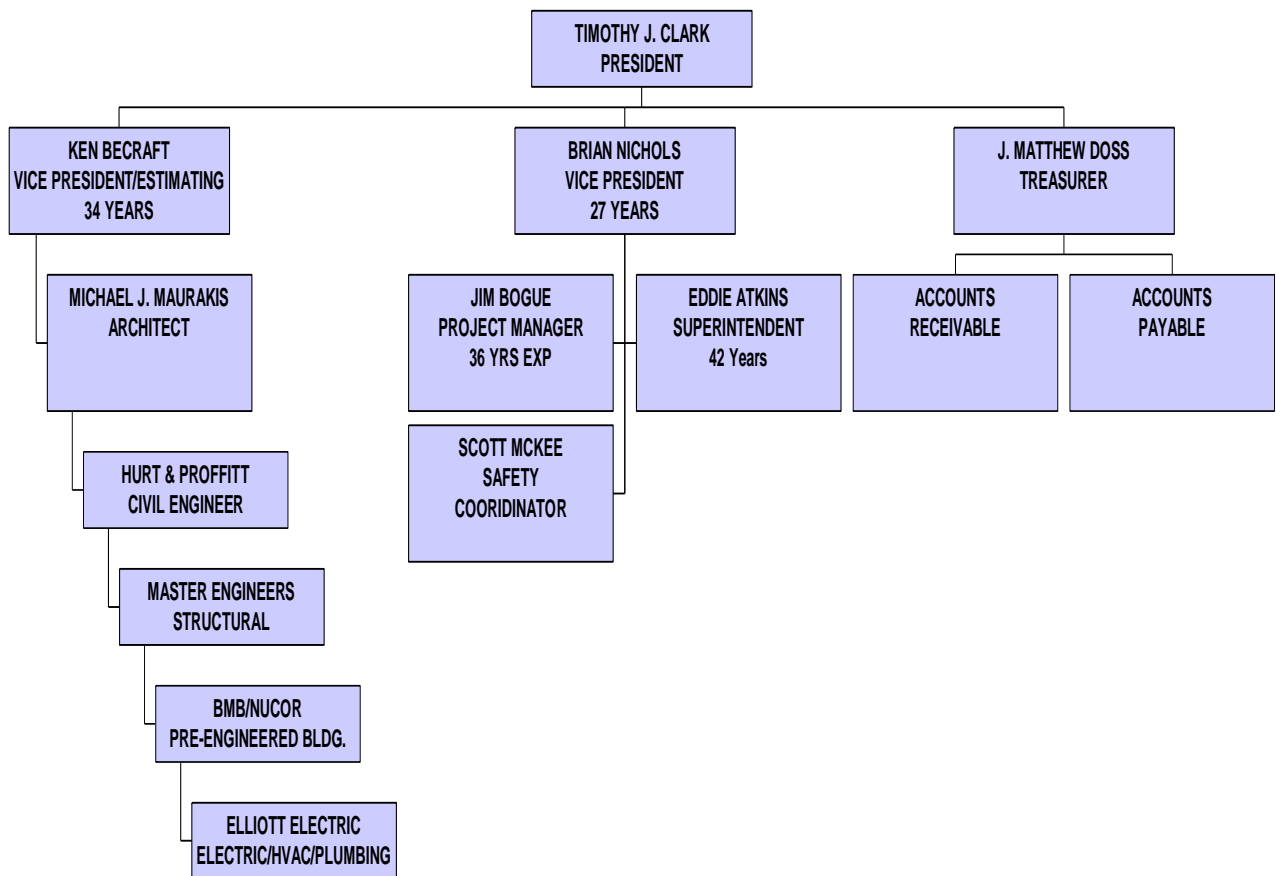 TIMOTHY J. CLARK
PRESIDENT
KEN BECRAFT
VICE PRESIDENT/ESTIMATING
34 YEARS
BRIAN NICHOLS
VICE PRESIDENT
27 YEARS
J. MATTHEW DOSS
TREASURER
MICHAEL J. MAURAKIS
ARCHITECT
JIM BOGUE
PROJECT MANAGER
36 YRS EXP
EDDIE ATKINS
SUPERINTENDENT
42 Years
ACCOUNTS
RECEIVABLE
ACCOUNTS
PAYABLE
SCOTT MCKEE
SAFETY
COORIDINATOR
HURT & PROFFITT
CIVIL ENGINEER
MASTER ENGINEERS
STRUCTURAL
BMB/NUCOR
PRE-ENGINEERED BLDG.
ELLIOTT ELECTRIC
ELECTRIC/HVAC/PLUMBING